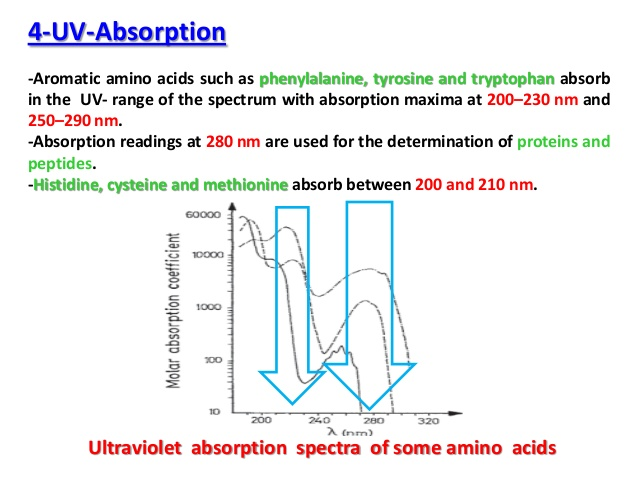 4-UV-Absorption
-Aromatic amino acids such as phenylalanine, tyrosine and tryptophan absorb
in the UV- range of the spectrum with absorption maxima at 200–230 nm and
250–290 nm.
-Absorption readings at 280 nm are used for the determination of proteins and
peptides.
-Histidine, cysteine and methionine absorb between 200 and 210 nm.
Molar absorption coefficient
60000
10000
1000
100
10
200 240 280 320
λ (nm)
Ultraviolet absorption spectra of some amino acids